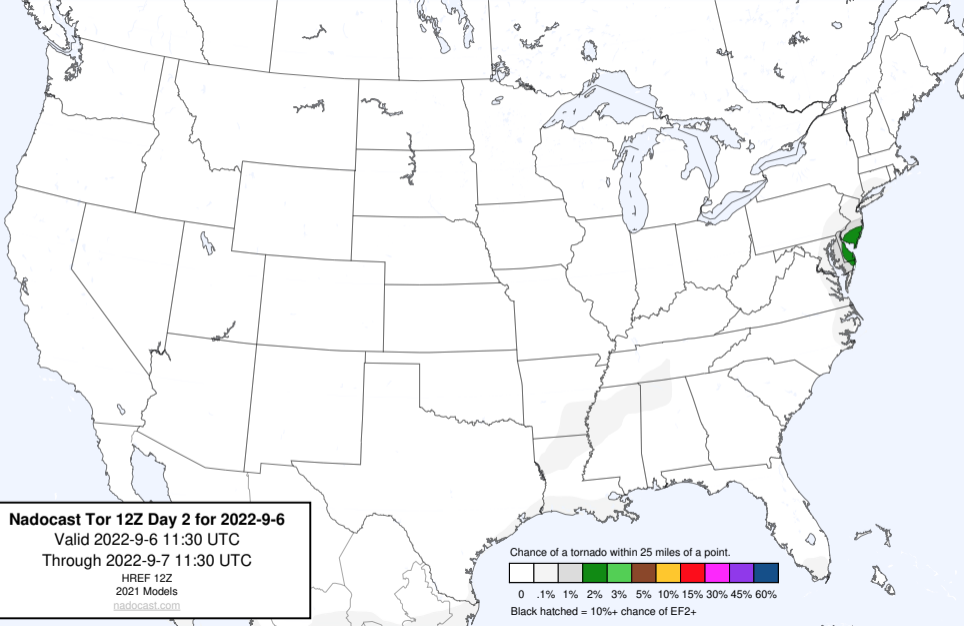 Nadocast Tor 12Z Day 2 for 2022-9-6
Valid 2022-9-6 11:30 UTC
Through 2022-9-7 11:30 UTC
HREF 12Z
2021 Models
nadocast.com
Chance of a tornado within 25 miles of a point.
0 .1% 1% 2% 3% 5% 10% 15% 30% 45% 60%
Black hatched = 10%+ chance of EF2+